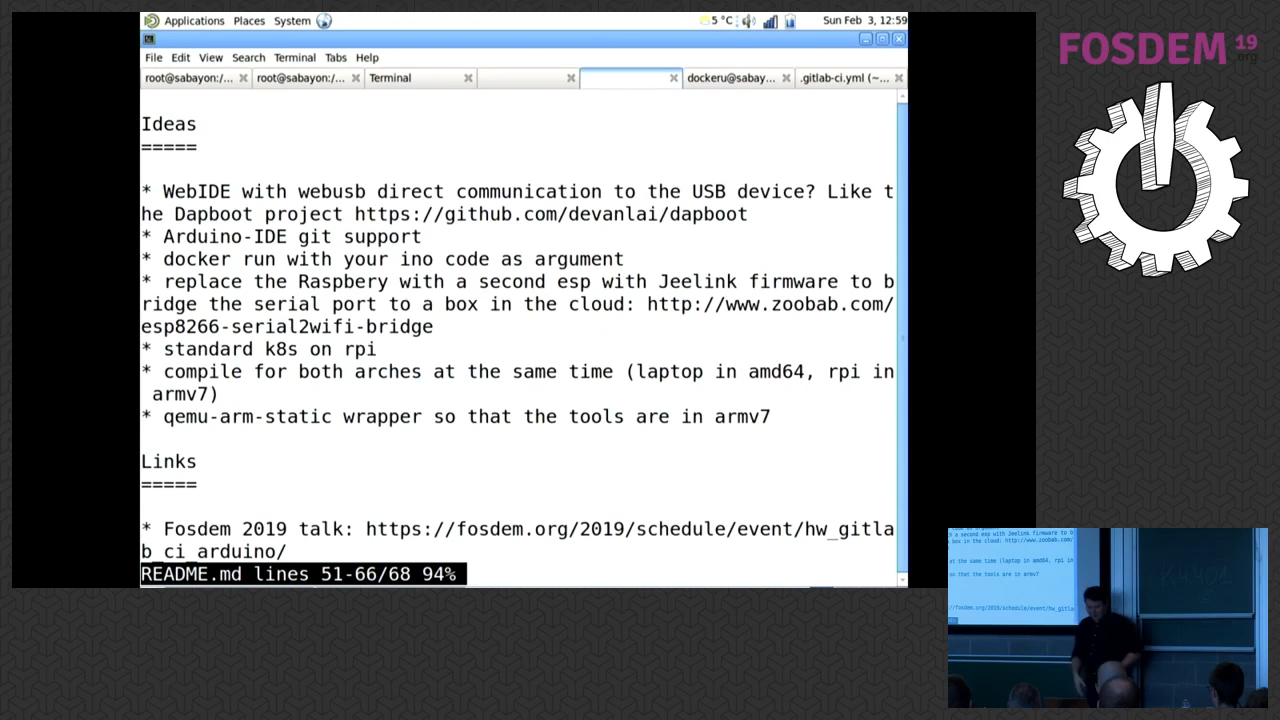 Applications Places System 5 °C Sun Feb 3, 12:59
FOSDEM 19
.org
File Edit View Search Terminal Tabs Help
root@sabayon:/... root@sabayon:/... Terminal dockeru@sabay... .gitlab-ci.yml (~...
Ideas
=====
* WebIDE with webusb direct communication to the USB device? Like t
he Dapboot project https://github.com/devanlai/dapboot
* Arduino-IDE git support
* docker run with your ino code as argument
* replace the Raspbery with a second esp with Jeelink firmware to b
ridge the serial port to a box in the cloud: http://www.zoobab.com/
esp8266-serial2wifi-bridge
* standard k8s on rpi
* compile for both arches at the same time (laptop in amd64, rpi in
 armv7)
* qemu-arm-static wrapper so that the tools are in armv7
Links
=====
* Fosdem 2019 talk: https://fosdem.org/2019/schedule/event/hw_gitla
b_ci_arduino/
README.md lines 51-66/68 94%